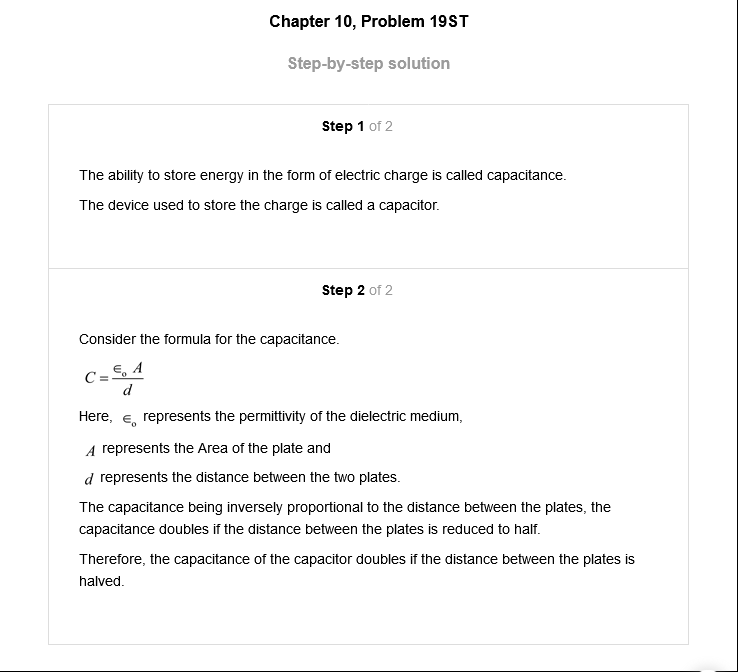 Chapter 10, Problem 19ST
Step-by-step solution
Step 1 of 2
The ability to store energy in the form of electric charge is called capacitance.
The device used to store the charge is called a capacitor.
Step 2 of 2
Consider the formula for the capacitance.
C = ∈₀ A / d
Here, ∈₀ represents the permittivity of the dielectric medium,
A represents the Area of the plate and
d represents the distance between the two plates.
The capacitance being inversely proportional to the distance between the plates, the
capacitance doubles if the distance between the plates is reduced to half.
Therefore, the capacitance of the capacitor doubles if the distance between the plates is
halved.